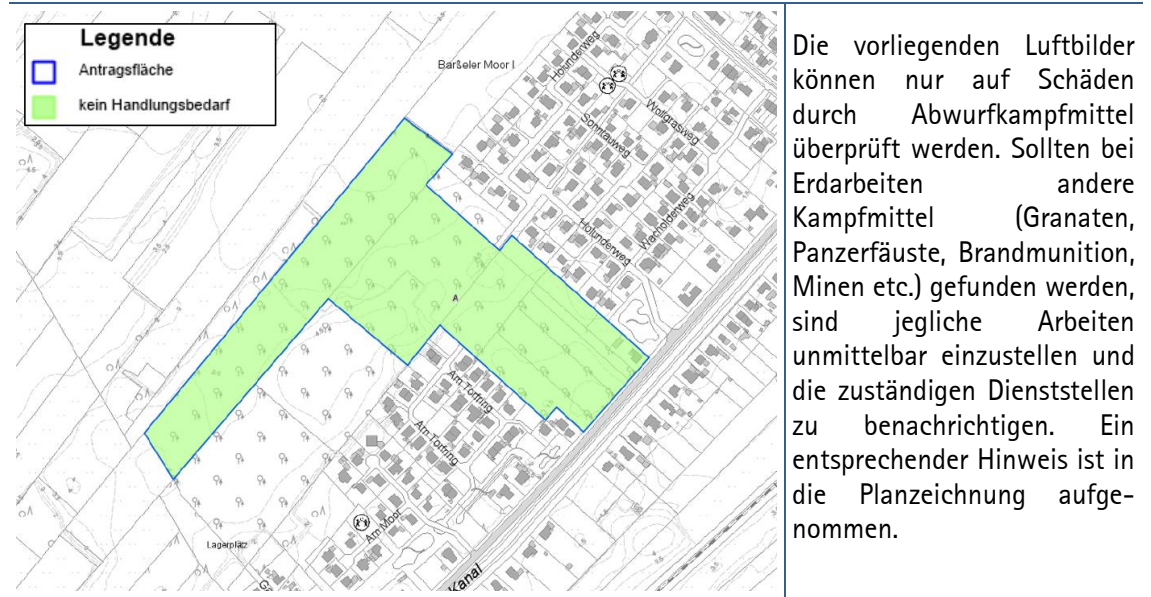 Legende
Antragsfläche
kein Handlungsbedarf
Barßeler Moor I
Holunderweg
Wollgrasweg
Sonntauweg
Holunderweg
Wacholderweg
A
Am Torfring
Am Torfring
Am Moor
Lagerplatz
Kanal
Die vorliegenden Luftbilder
können nur auf Schäden
durch Abwurfkampfmittel
überprüft werden. Sollten bei
Erdarbeiten andere
Kampfmittel (Granaten,
Panzerfäuste, Brandmunition,
Minen etc.) gefunden werden,
sind jegliche Arbeiten
unmittelbar einzustellen und
die zuständigen Dienststellen
zu benachrichtigen. Ein
entsprechender Hinweis ist in
die Planzeichnung aufge-
nommen.